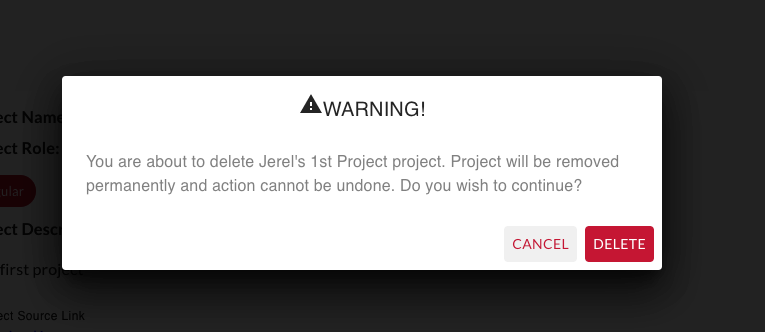 WARNING!
ect Name
ect Role:
You are about to delete Jerel's 1st Project project. Project will be removed
permanently and action cannot be undone. Do you wish to continue?
ular
ect Desc
CANCEL DELETE
first proje
ect Source Link